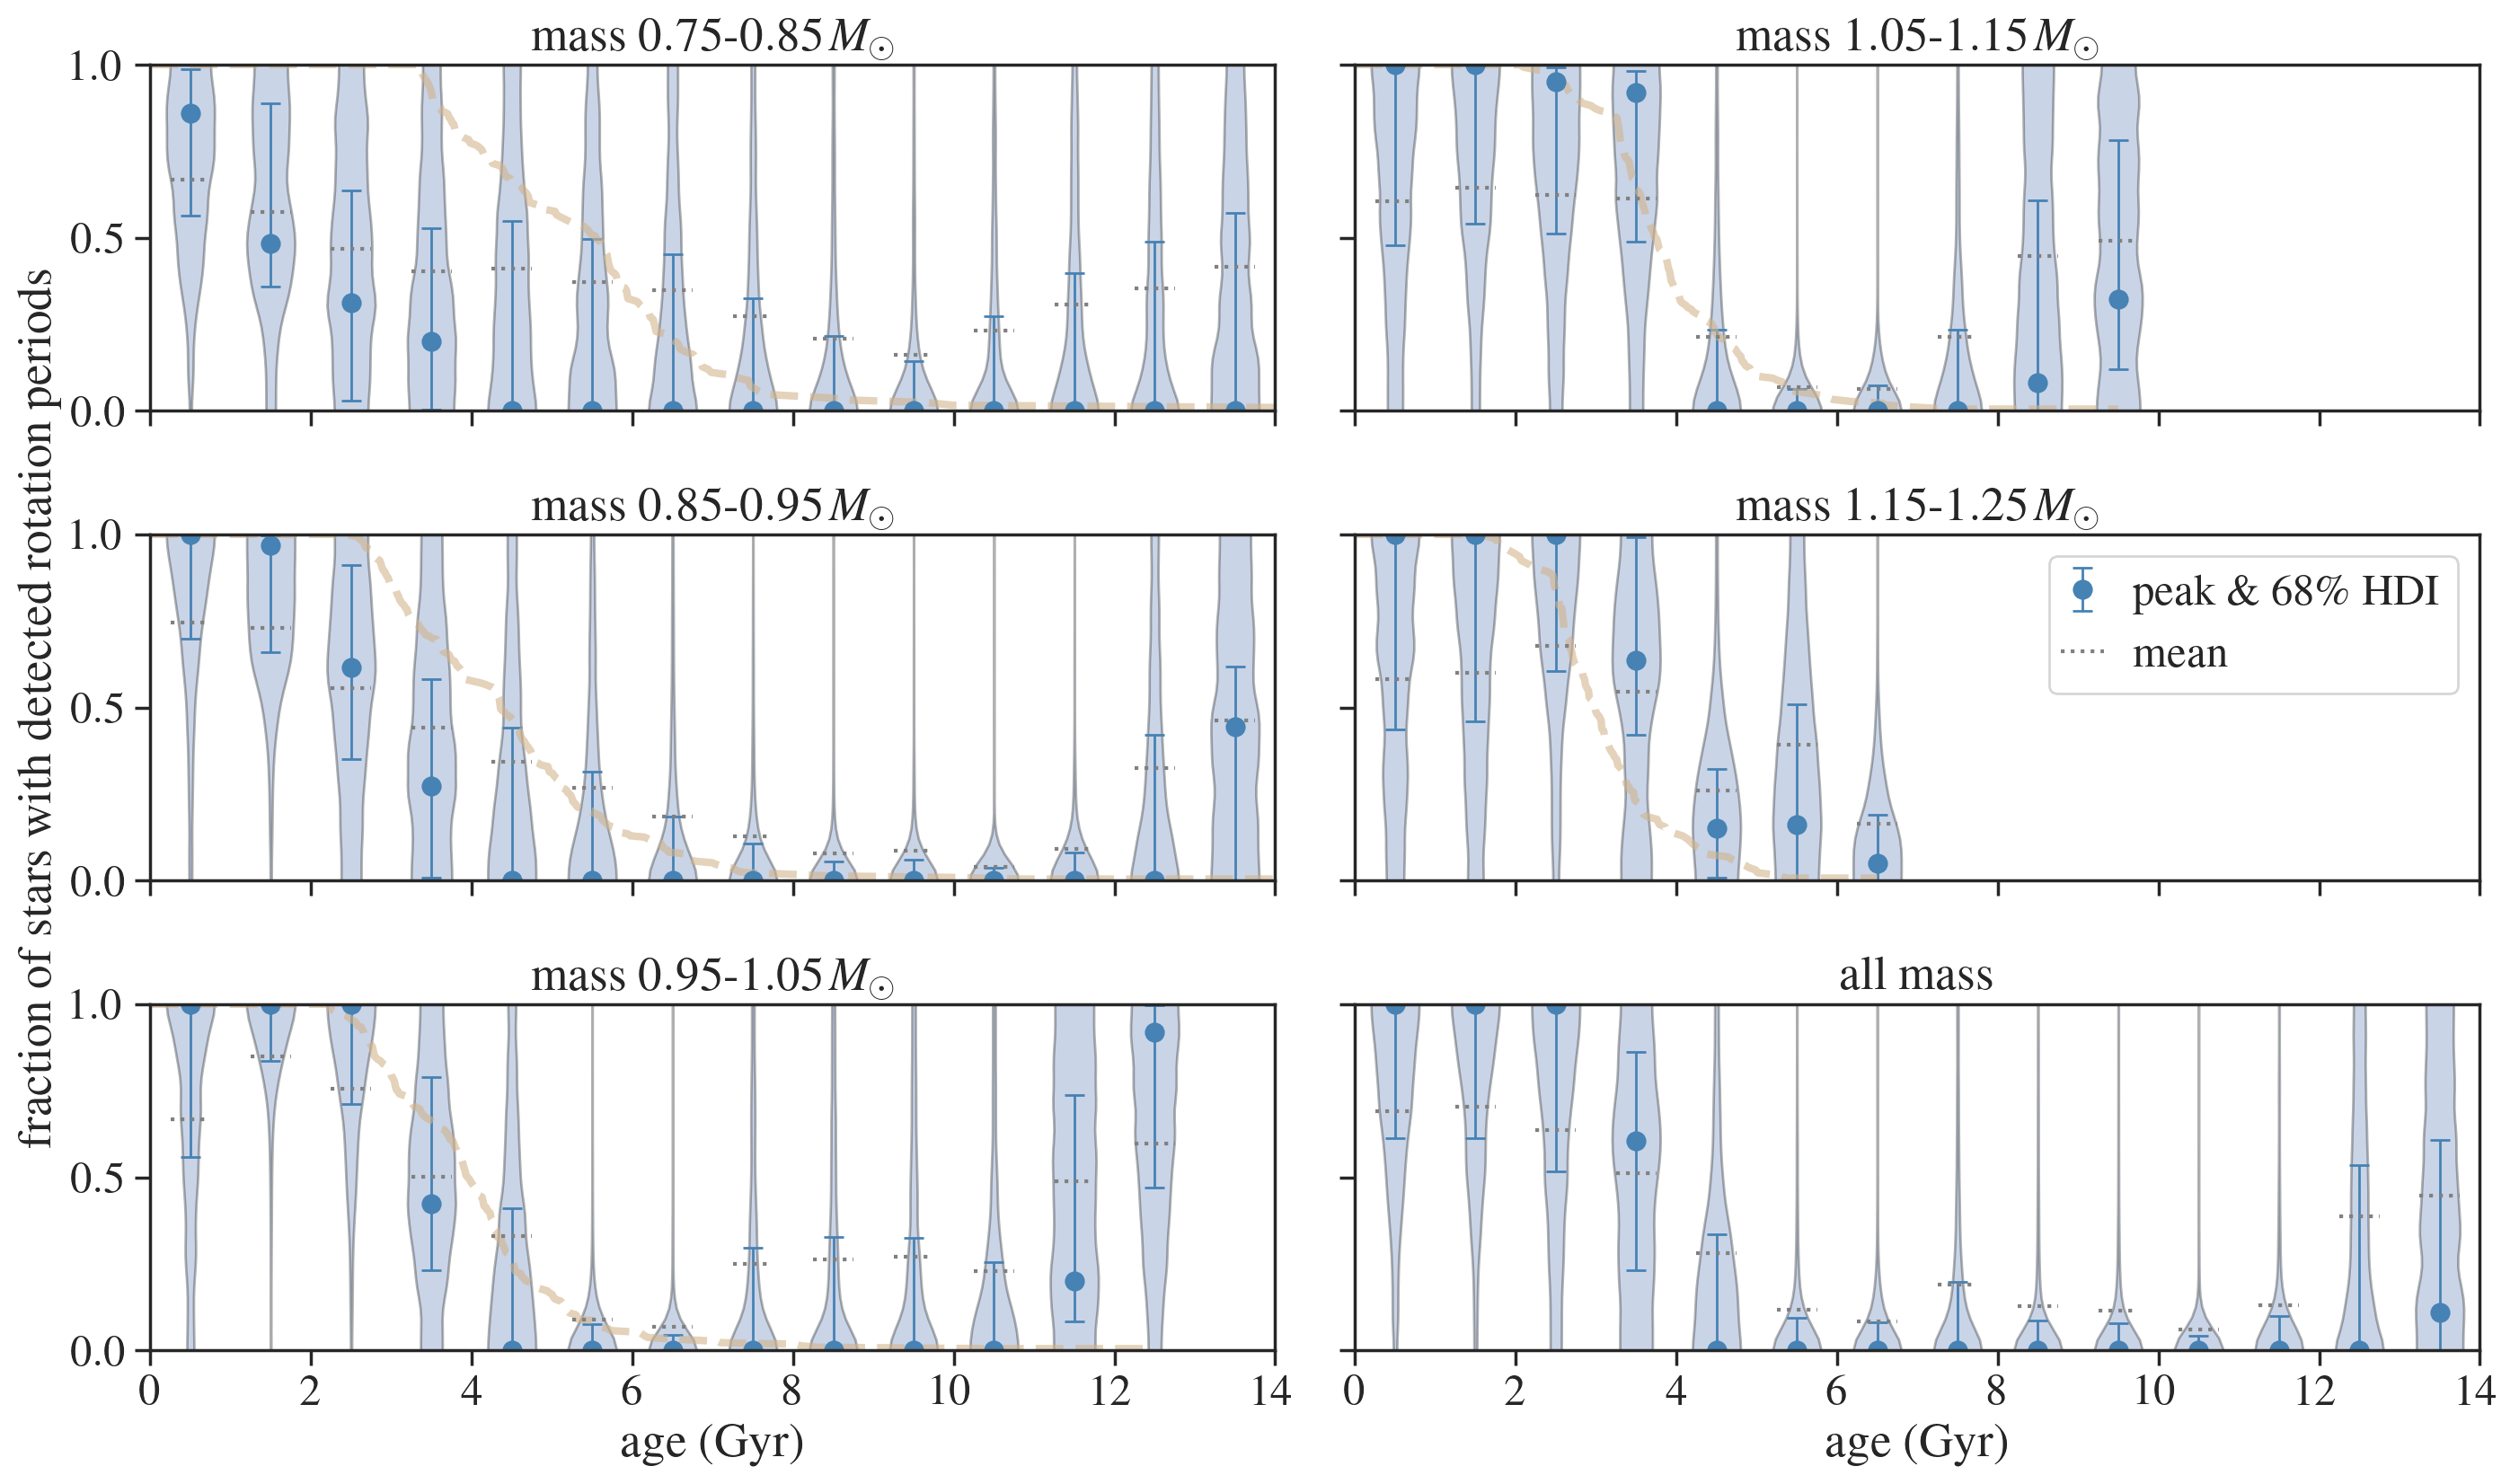 fraction of stars with detected rotation periods
mass 0.75-0.85 M⊙
1.0
0.5
0.0
mass 1.05-1.15 M⊙
mass 0.85-0.95 M⊙
1.0
0.5
0.0
mass 1.15-1.25 M⊙
peak & 68% HDI
mean
mass 0.95-1.05 M⊙
1.0
0.5
0.0
0 2 4 6 8 10 12 14
age (Gyr)
all mass
0 2 4 6 8 10 12 14
age (Gyr)